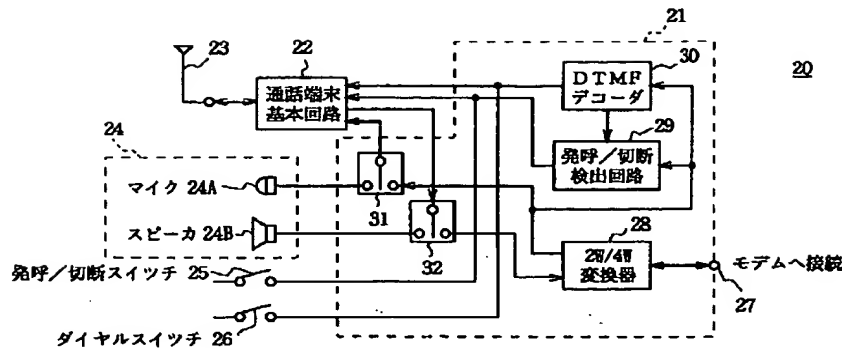 21
23
22
30
20
通話端末
基本回路
DTMF
デコーダ
24
29
発呼/切断
検出回路
マイク 24A
31
スピーカ 24B
28
32
2W/4W
変換器
モデムへ接続
27
発呼/切断スイッチ 25
ダイヤルスイッチ 26